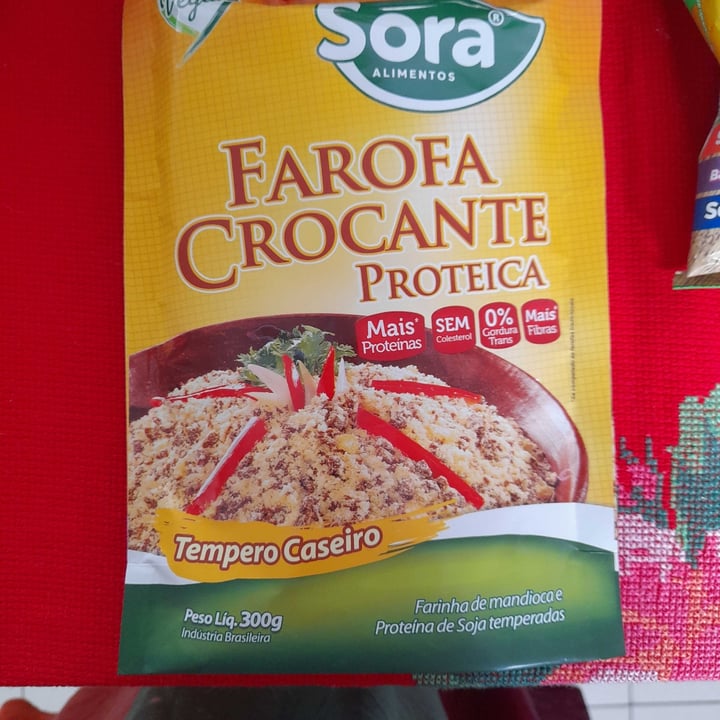 Sora®
ALIMENTOS
FAROFA
CROCANTE
PROTEICA
Mais*
Proteínas
SEM
Colesterol
0%
Gordura
Trans
Mais*
Fibras
Tempero Caseiro
Peso Líq. 300g
Indústria Brasileira
Farinha de mandioca e
Proteína de Soja temperadas